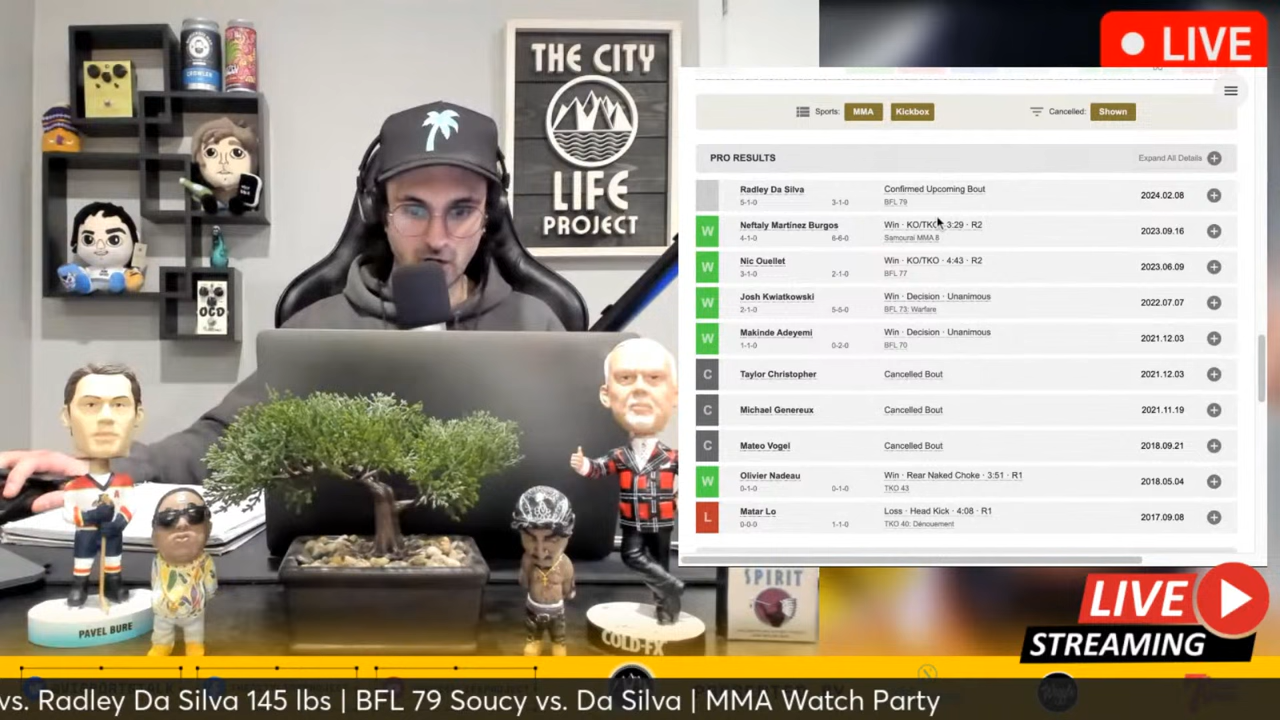 THE CITY
LIFE
PROJECT
OCD
PAVEL BURE
COLD-FX
SPIRIT
LIVE
Sports: MMA Kickbox Cancelled: Shown
PRO RESULTS Expand All Details
Radley Da Silva Confirmed Upcoming Bout 2024.02.08
5-1-0 3-1-0 BFL 79
W Neftaly Martínez Burgos Win · KO/TKO · 3:29 · R2 2023.09.16
4-1-0 6-6-0 Samourai MMA 8
W Nic Ouellet Win · KO/TKO · 4:43 · R2 2023.06.09
3-1-0 2-1-0 BFL 77
W Josh Kwiatkowski Win · Decision · Unanimous 2022.07.07
2-1-0 5-5-0 BFL 73: Warfare
W Makinde Adeyemi Win · Decision · Unanimous 2021.12.03
1-1-0 0-2-0 BFL 70
C Taylor Christopher Cancelled Bout 2021.12.03
C Michael Genereux Cancelled Bout 2021.11.19
C Mateo Vogel Cancelled Bout 2018.09.21
W Olivier Nadeau Win · Rear Naked Choke · 3:51 · R1 2018.05.04
0-1-0 0-1-0 TKO 43
L Matar Lo Loss · Head Kick · 4:08 · R1 2017.09.08
0-0-0 1-1-0 TKO 40: Dénouement
LIVE
STREAMING
vs. Radley Da Silva 145 lbs | BFL 79 Soucy vs. Da Silva | MMA Watch Party